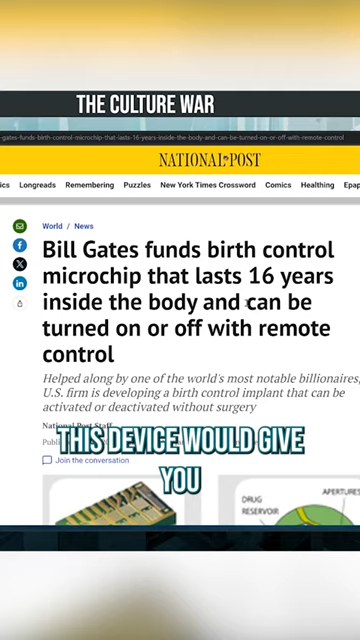 THE CULTURE WAR
-gates-funds-birth-control-microchip-that-lasts-16-years-inside-the-body-and-can-be-turned-on-or-off-with-remote-control
NATIONAL POST
ics Longreads Remembering Puzzles New York Times Crossword Comics Healthing Epap
World / News
Bill Gates funds birth control
microchip that lasts 16 years
inside the body and can be
turned on or off with remote
control
Helped along by one of the world's most notable billionaires,
U.S. firm is developing a birth control implant that can be
activated or deactivated without surgery
National Post Staff
THIS DEVICE WOULD GIVE
YOU
Join the conversation
DRUG
RESERVOIR
APERTURES